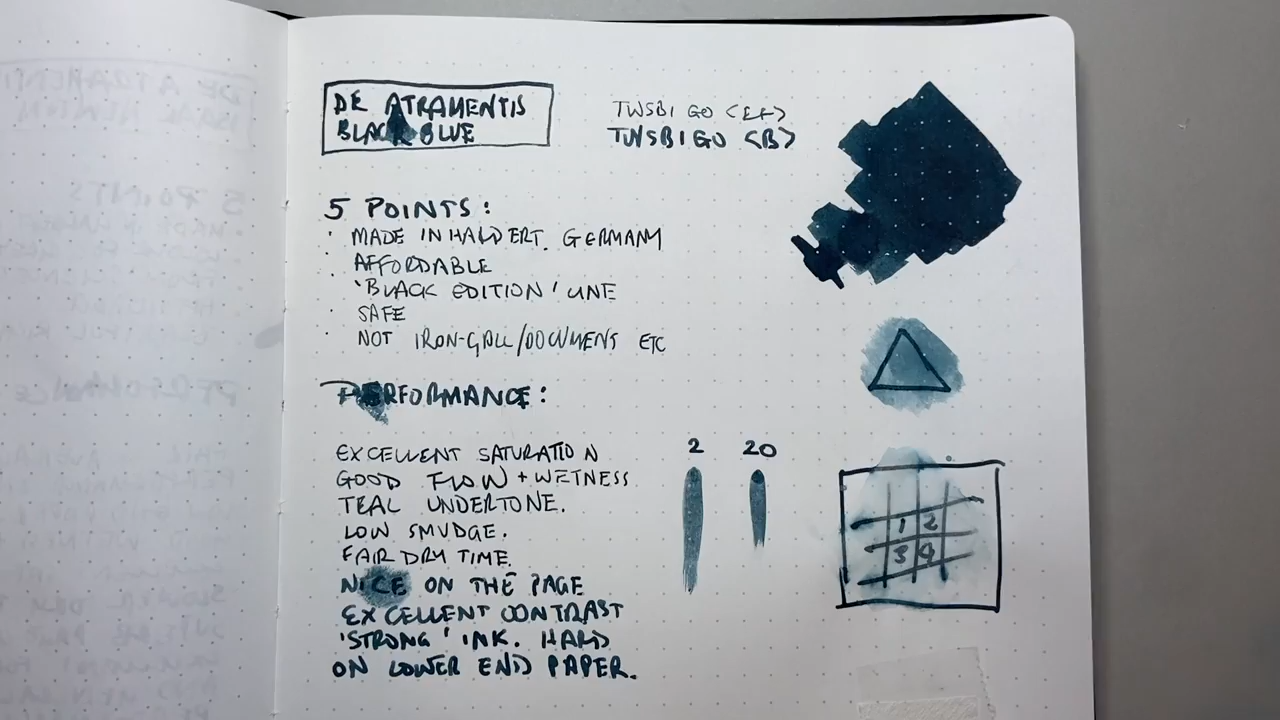 DE ATRAMENTIS
BLACK BLUE
TWSBI GO <EF>
TWSBI GO <B>
5 POINTS:
· MADE IN HALDERT, GERMANY
· AFFORDABLE
· 'BLACK EDITION' LINE
· SAFE
· NOT IRON-GALL/DOCUMENS ETC
PERFORMANCE:
EXCELLENT SATURATION
GOOD FLOW + WETNESS
TEAL UNDERTONE.
LOW SMUDGE.
FAIR DRY TIME.
NICE ON THE PAGE
EXCELLENT CONTRAST
'STRONG' INK. HARD
ON LOWER END PAPER.
2 20
1 2
3 4